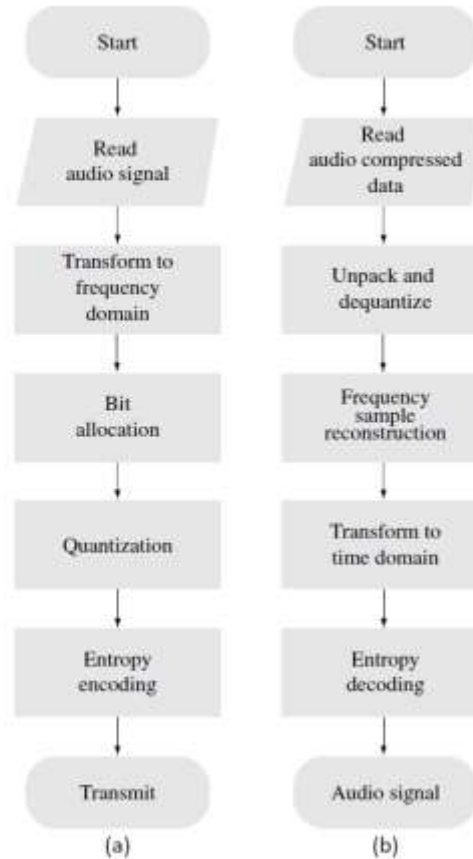 Start
Read
audio signal
Transform to
frequency
domain
Bit
allocation
Quantization
Entropy
encoding
Transmit
(a)
Start
Read
audio compressed
data
Unpack and
dequantize
Frequency
sample
reconstruction
Transform to
time domain
Entropy
decoding
Audio signal
(b)